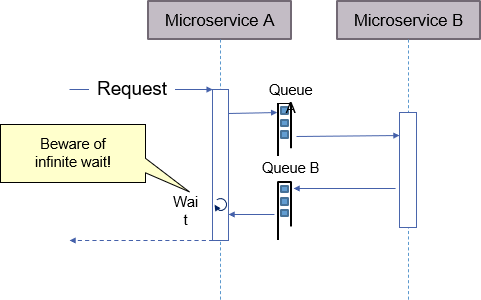 Microservice A
Microservice B
Request
Queue
A
Beware of
infinite wait!
Queue B
Wai
t